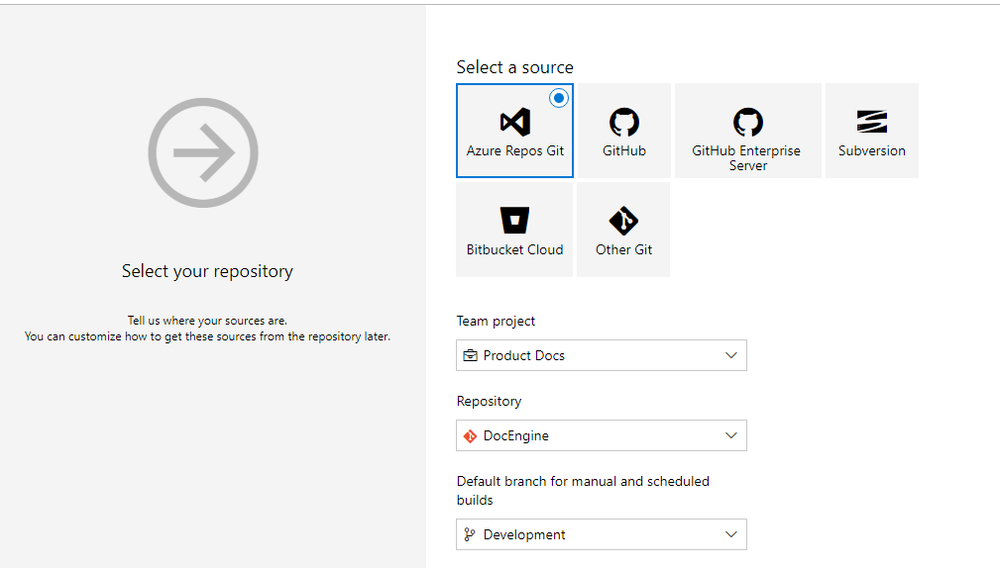 Select a source
Azure Repos Git
GitHub
GitHub Enterprise
Server
Subversion
Bitbucket Cloud
Other Git
Select your repository
Tell us where your sources are.
You can customize how to get these sources from the repository later.
Team project
Product Docs
Repository
DocEngine
Default branch for manual and scheduled
builds
Development